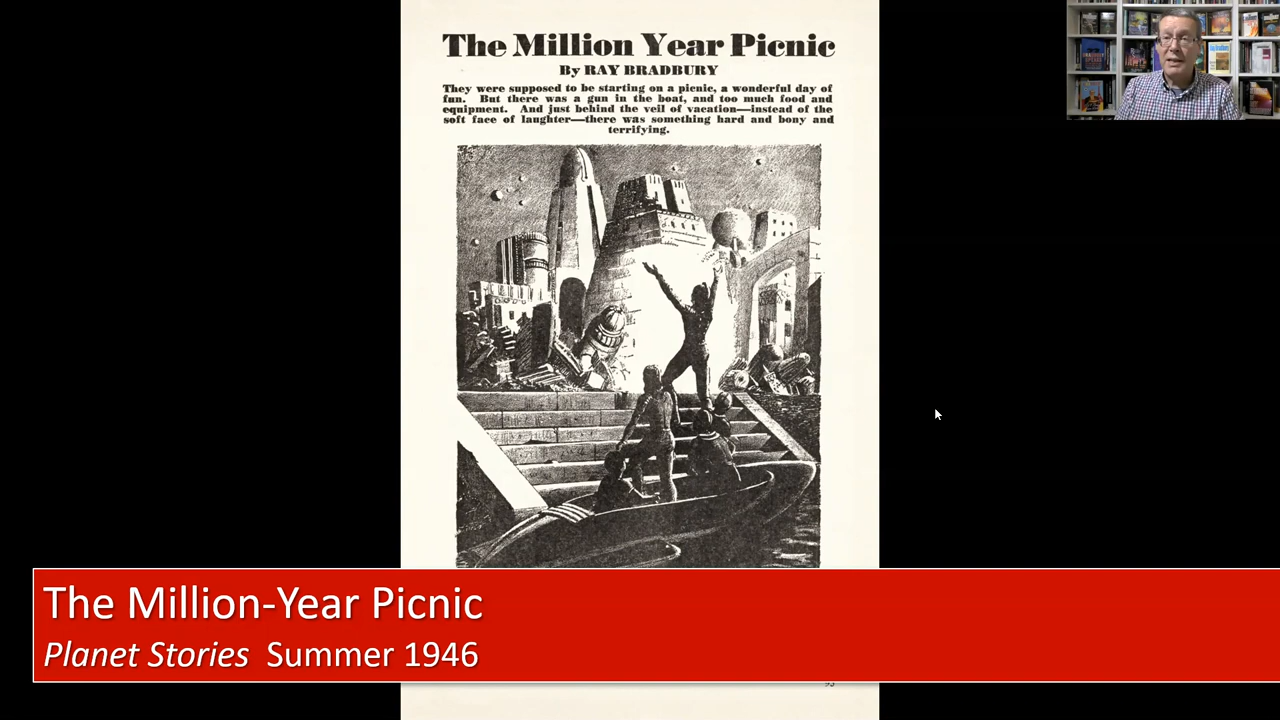 The Million Year Picnic
By RAY BRADBURY
They were supposed to be starting on a picnic, a wonderful day of
fun. But there was a gun in the boat, and too much food and
equipment. And just behind the veil of vacation—instead of the
soft face of laughter—there was something hard and bony and
terrifying.
The Million-Year Picnic
Planet Stories Summer 1946